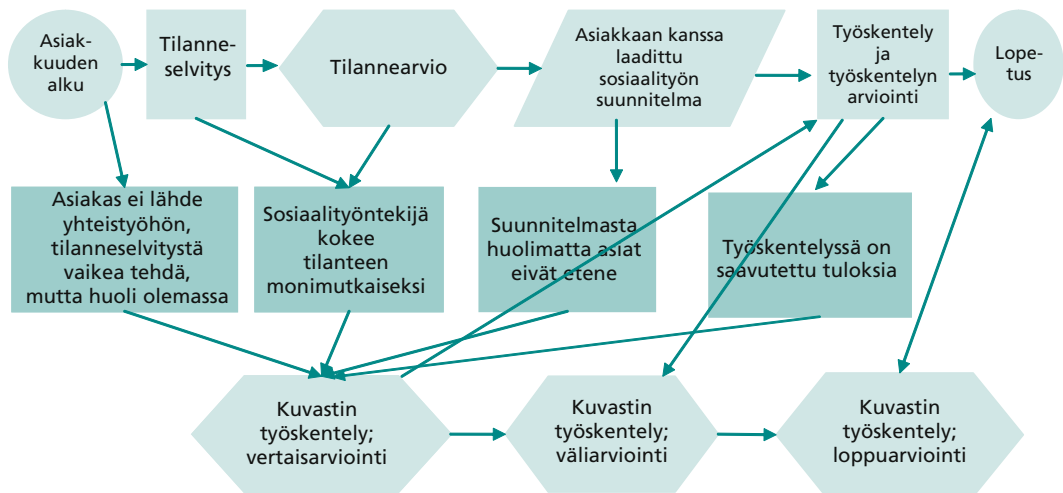 Asiak-
kuuden
alku
Tilanne-
selvitys
Tilannearvio
Asiakkaan kanssa
laadittu
sosiaalityön
suunnitelma
Työskentely
ja
työskentelyn
arviointi
Lope-
tus
Asiakas ei lähde
yhteistyöhön,
tilanneselvitystä
vaikea tehdä,
mutta huoli olemassa
Sosiaalityöntekijä
kokee
tilanteen
monimutkaiseksi
Suunnitelmasta
huolimatta asiat
eivät etene
Työskentelyssä on
saavutettu tuloksia
Kuvastin
työskentely;
vertaisarviointi
Kuvastin
työskentely;
väliarviointi
Kuvastin
työskentely;
loppuarviointi